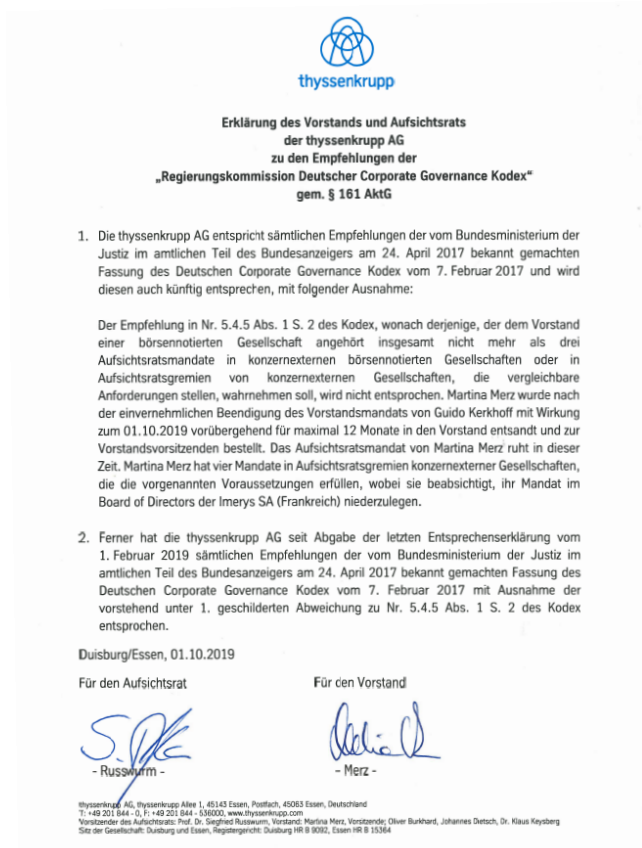 thyssenkrupp
Erklärung des Vorstands und Aufsichtsrats
der thyssenkrupp AG
zu den Empfehlungen der
„Regierungskommission Deutscher Corporate Governance Kodex“
gem. § 161 AktG
1. Die thyssenkrupp AG entspricht sämtlichen Empfehlungen der vom Bundesministerium der
Justiz im amtlichen Teil des Bundesanzeigers am 24. April 2017 bekannt gemachten
Fassung des Deutschen Corporate Governance Kodex vom 7. Februar 2017 und wird
diesen auch künftig entsprechen, mit folgender Ausnahme:
Der Empfehlung in Nr. 5.4.5 Abs. 1 S. 2 des Kodex, wonach derjenige, der dem Vorstand
einer börsennotierten Gesellschaft angehört insgesamt nicht mehr als drei
Aufsichtsratsmandate in konzernexternen börsennotierten Gesellschaften oder in
Aufsichtsratsgremien von konzernexternen Gesellschaften, die vergleichbare
Anforderungen stellen, wahrnehmen soll, wird nicht entsprochen. Martina Merz wurde nach
der einvernehmlichen Beendigung des Vorstandsmandats von Guido Kerkhoff mit Wirkung
zum 01.10.2019 vorübergehend für maximal 12 Monate in den Vorstand entsandt und zur
Vorstandsvorsitzenden bestellt. Das Aufsichtsratsmandat von Martina Merz ruht in dieser
Zeit. Martina Merz hat vier Mandate in Aufsichtsgremien konzernexterner Gesellschaften,
die die vorgenannten Voraussetzungen erfüllen, wobei sie beabsichtigt, ihr Mandat im
Board of Directors der Imerys SA (Frankreich) niederzulegen.
2. Ferner hat die thyssenkrupp AG seit Abgabe der letzten Entsprechenserklärung vom
1. Februar 2019 sämtlichen Empfehlungen der vom Bundesministerium der Justiz im
amtlichen Teil des Bundesanzeigers am 24. April 2017 bekannt gemachten Fassung des
Deutschen Corporate Governance Kodex vom 7. Februar 2017 mit Ausnahme der
vorstehend unter 1. geschilderten Abweichung zu Nr. 5.4.5 Abs. 1 S. 2 des Kodex
entsprochen.
Duisburg/Essen, 01.10.2019
Für den Aufsichtsrat Für den Vorstand
- Russwurm - - Merz -
thyssenkrupp AG, thyssenkrupp Allee 1, 45143 Essen, Postfach, 45063 Essen, Deutschland
T: +49 201 844 - 0, F: +49 201 844 - 536000, www.thyssenkrupp.com
Vorsitzender des Aufsichtsrats: Prof. Dr. Siegfried Russwurm, Vorstand: Martina Merz, Vorsitzende; Oliver Burkhard, Johannes Dietsch, Dr. Klaus Keysberg
Sitz der Gesellschaft: Duisburg und Essen, Registergericht: Duisburg HR B 9092, Essen HR B 15364